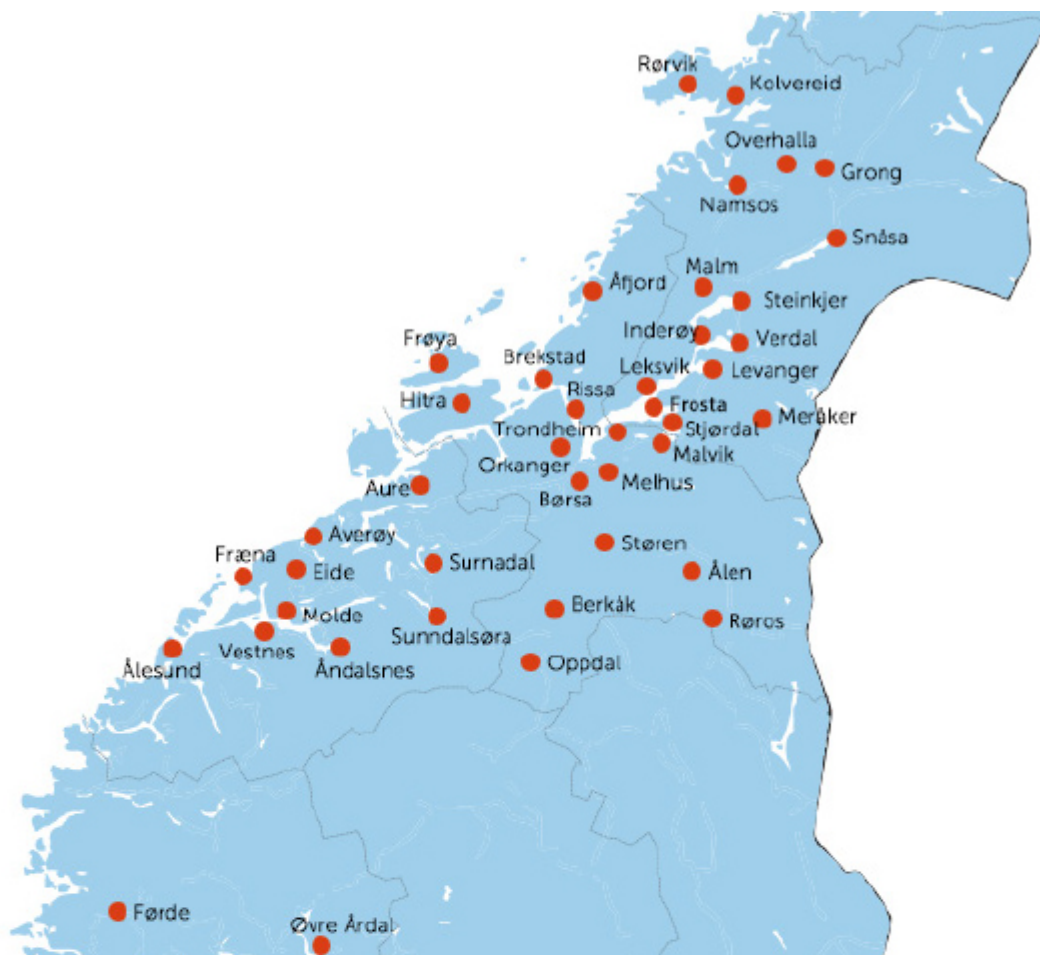 Rørvik
Kolvereid
Overhalla
Grong
Namsos
Snåsa
Malm
Åfjord
Steinkjer
Inderøy
Verdal
Frøya
Brekstad
Leksvik
Levanger
Rissa
Hitra
Frosta
Meråker
Trondheim
Stjørdal
Malvik
Orkanger
Aure
Børsa
Melhus
Averøy
Støren
Fræna
Eide
Surnadal
Ålen
Molde
Berkåk
Røros
Sunndalsøra
Vestnes
Ålesund
Åndalsnes
Oppdal
Førde
Øvre Årdal